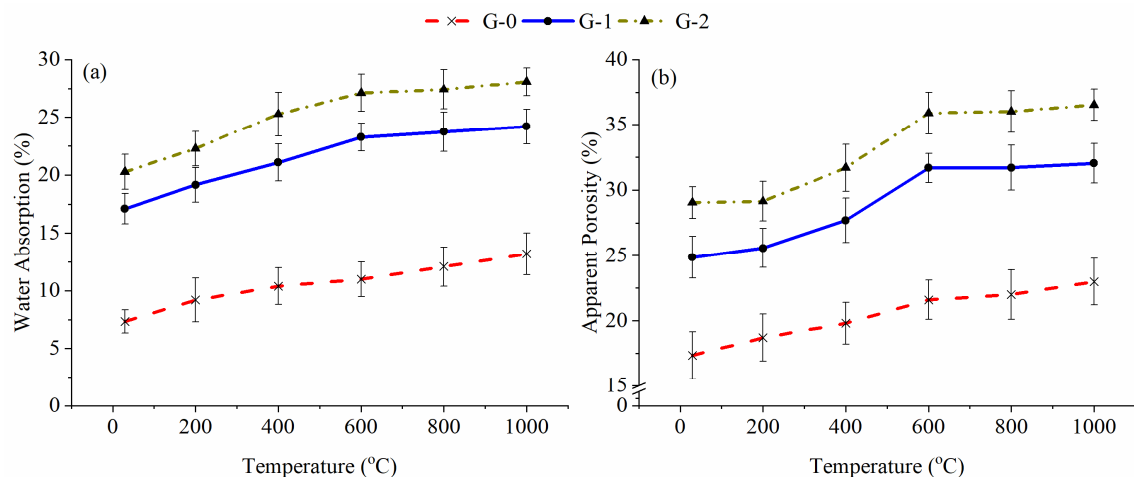 G-0 G-1 G-2
(a)
30
25
20
15
10
5
0
Water Absorption (%)
0 200 400 600 800 1000
Temperature (°C)
(b)
40
35
30
25
20
15
0
Apparent Porosity (%)
0 200 400 600 800 1000
Temperature (°C)